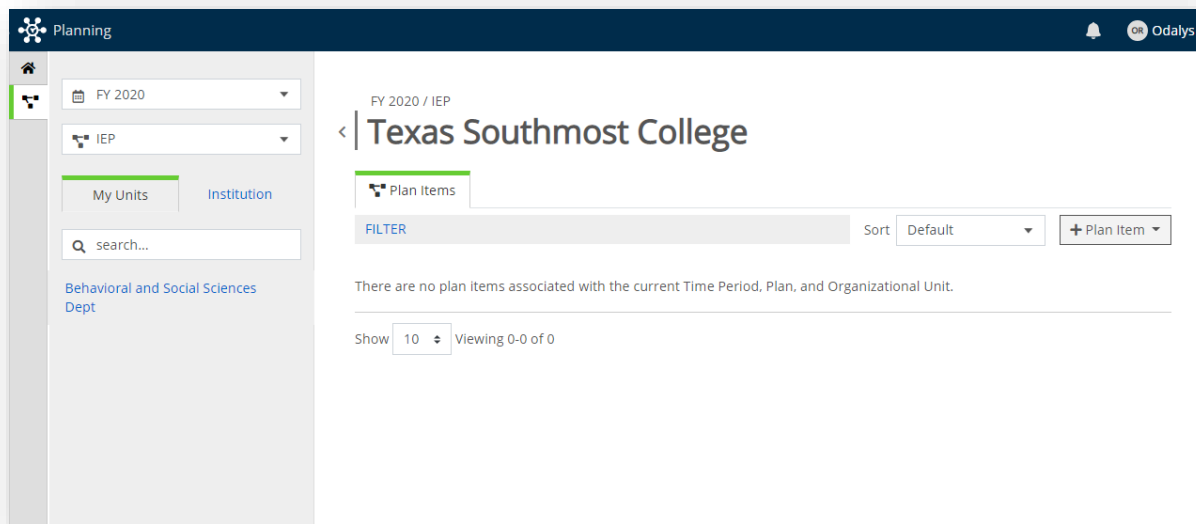 Planning
OR Odalys
FY 2020
IEP
My Units Institution
search...
Behavioral and Social Sciences
Dept
FY 2020 / IEP
Texas Southmost College
Plan Items
FILTER Sort Default + Plan Item
There are no plan items associated with the current Time Period, Plan, and Organizational Unit.
Show 10 Viewing 0-0 of 0